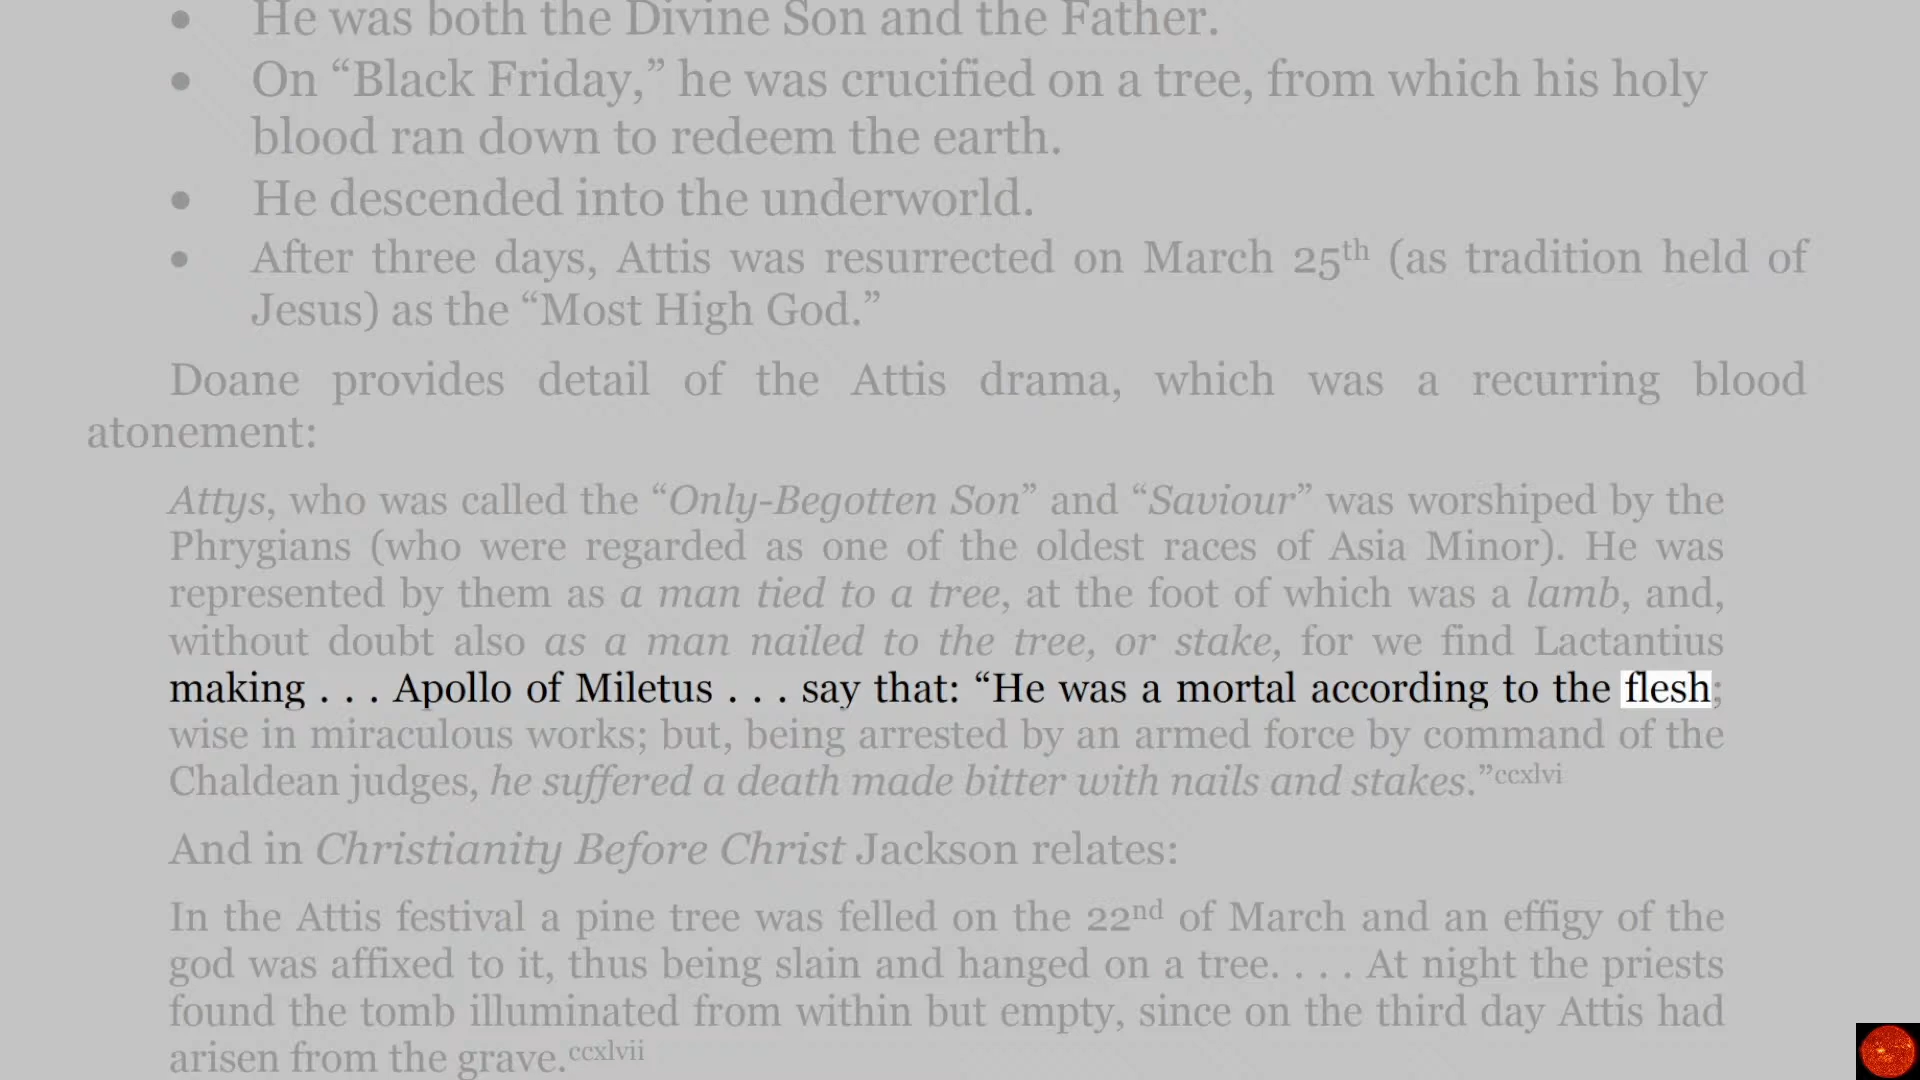 • He was both the Divine Son and the Father.
• On “Black Friday,” he was crucified on a tree, from which his holy
blood ran down to redeem the earth.
• He descended into the underworld.
• After three days, Attis was resurrected on March 25th (as tradition held of
Jesus) as the “Most High God.”
Doane provides detail of the Attis drama, which was a recurring blood
atonement:
Attys, who was called the “Only-Begotten Son” and “Saviour” was worshiped by the
Phrygians (who were regarded as one of the oldest races of Asia Minor). He was
represented by them as a man tied to a tree, at the foot of which was a lamb, and,
without doubt also as a man nailed to the tree, or stake, for we find Lactantius
making . . . Apollo of Miletus . . . say that: “He was a mortal according to the flesh;
wise in miraculous works; but, being arrested by an armed force by command of the
Chaldean judges, he suffered a death made bitter with nails and stakes.”ccxlvi
And in Christianity Before Christ Jackson relates:
In the Attis festival a pine tree was felled on the 22nd of March and an effigy of the
god was affixed to it, thus being slain and hanged on a tree. . . . At night the priests
found the tomb illuminated from within but empty, since on the third day Attis had
arisen from the grave.ccxlvii